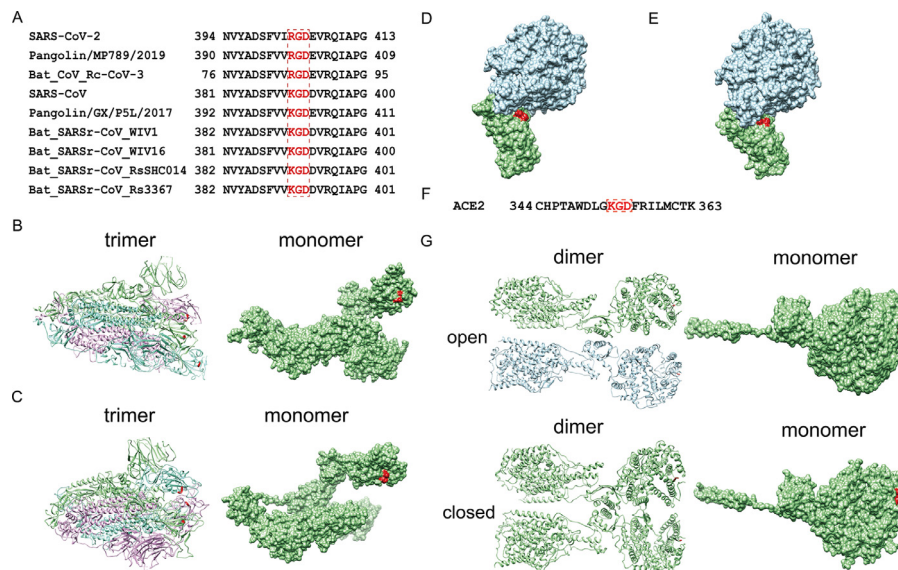 A
SARS-CoV-2 394 NVYADSFVIRGDEVRQIAPG 413
Pangolin/MP789/2019 390 NVYADSFVVRGDEVRQIAPG 409
Bat_CoV_Rc-CoV-3 76 NVYADSFVVRGDEVRQIAPG 95
SARS-CoV 381 NVYADSFVVKGDDVRQIAPG 400
Pangolin/GX/P5L/2017 392 NVYADSFVVKGDEVRQIAPG 411
Bat_SARSr-CoV_WIV1 382 NVYADSFVVKGDDVRQIAPG 401
Bat_SARSr-CoV_WIV16 381 NVYADSFVVKGDDVRQIAPG 400
Bat_SARSr-CoV_RsSHC014 382 NVYADSFVVKGDDVRQIAPG 401
Bat_SARSr-CoV_Rs3367 382 NVYADSFVVKGDDVRQIAPG 401
B
trimer monomer
C
trimer monomer
D
E
F
ACE2 344 CHPTAWDLGKGDFRILMCTK 363
G
dimer monomer
open
dimer monomer
closed